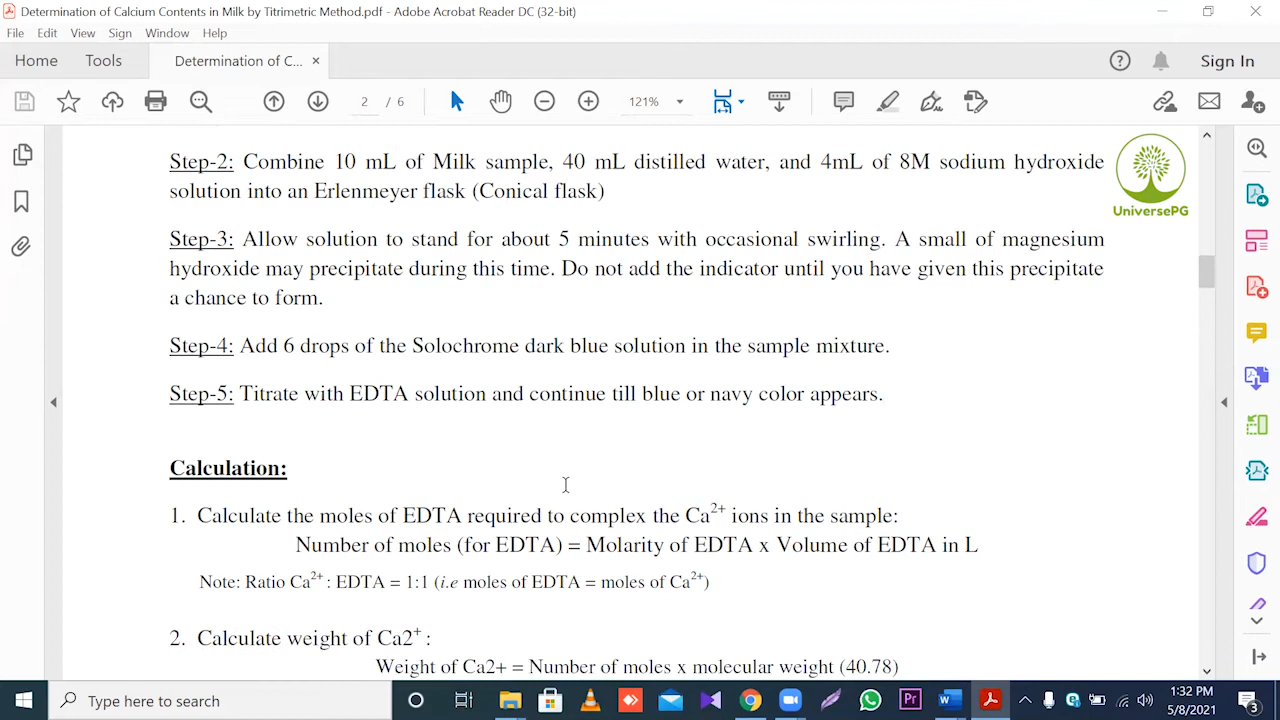 Determination of Calcium Contents in Milk by Titrimetric Method.pdf - Adobe Acrobat Reader DC (32-bit)
File Edit View Sign Window Help
Home Tools Determination of C... × Sign In
2 / 6 121%
Step-2: Combine 10 mL of Milk sample, 40 mL distilled water, and 4mL of 8M sodium hydroxide
solution into an Erlenmeyer flask (Conical flask)
UniversePG
Step-3: Allow solution to stand for about 5 minutes with occasional swirling. A small of magnesium
hydroxide may precipitate during this time. Do not add the indicator until you have given this precipitate
a chance to form.
Step-4: Add 6 drops of the Solochrome dark blue solution in the sample mixture.
Step-5: Titrate with EDTA solution and continue till blue or navy color appears.
Calculation:
1. Calculate the moles of EDTA required to complex the Ca²⁺ ions in the sample:
Number of moles (for EDTA) = Molarity of EDTA x Volume of EDTA in L
Note: Ratio Ca²⁺: EDTA = 1:1 (i.e moles of EDTA = moles of Ca²⁺)
2. Calculate weight of Ca2⁺ :
Weight of Ca2+ = Number of moles x molecular weight (40.78)
Type here to search
Pr
1:32 PM
5/8/2021
3